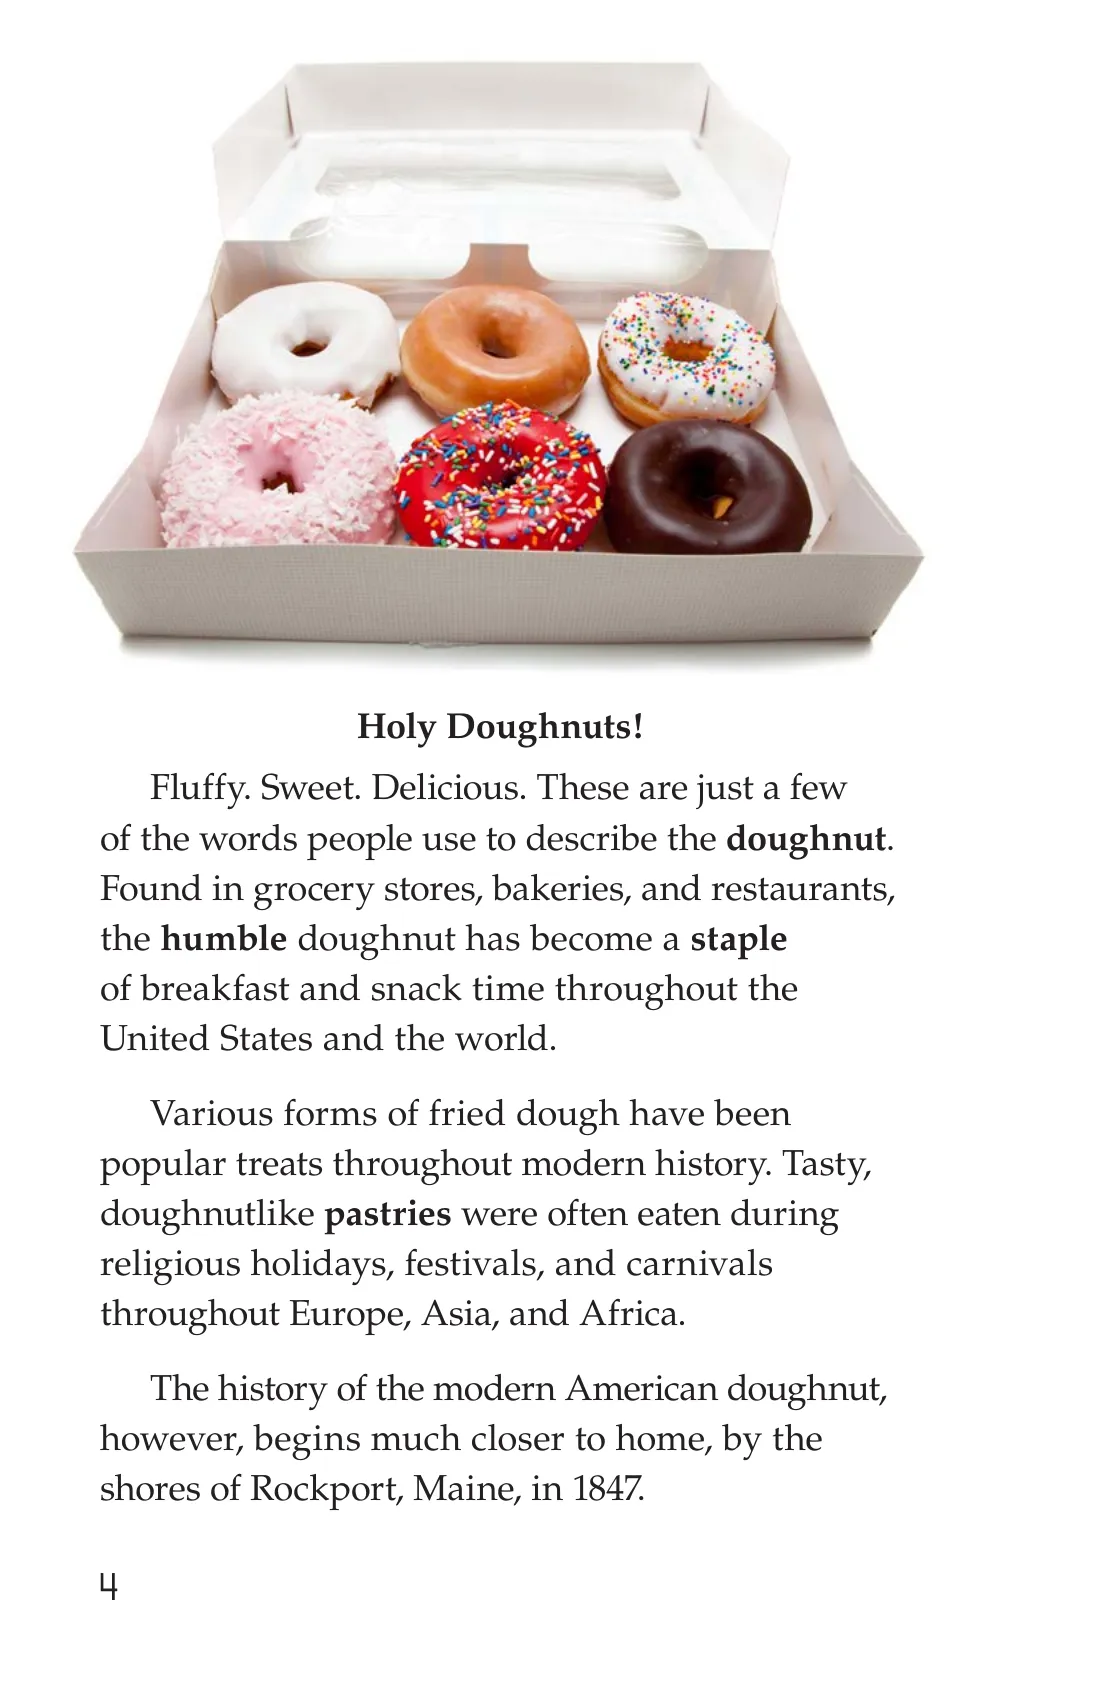 Holy Doughnuts!
Fluffy. Sweet. Delicious. These are just a few
of the words people use to describe the doughnut.
Found in grocery stores, bakeries, and restaurants,
the humble doughnut has become a staple
of breakfast and snack time throughout the
United States and the world.
Various forms of fried dough have been
popular treats throughout modern history. Tasty,
doughnutlike pastries were often eaten during
religious holidays, festivals, and carnivals
throughout Europe, Asia, and Africa.
The history of the modern American doughnut,
however, begins much closer to home, by the
shores of Rockport, Maine, in 1847.
4